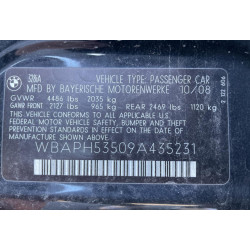 328iA VEHICLE TYPE: PASSENGER CAR
MFD BY BAYERISCHE MOTORENWERKE 10/08
GVWR 4486 lbs 2035 kg
GAWR FRONT 2127 lbs 965 kg REAR 2469 lbs 1120 kg
THIS VEHICLE CONFORMS TO ALL APPLICABLE
FEDERAL MOTOR VEHICLE SAFETY, BUMPER, AND
THEFT PREVENTION STANDARDS IN EFFECT ON THE
DATE OF MANUFACTURE SHOWN ABOVE.
WBAPH53509A435231